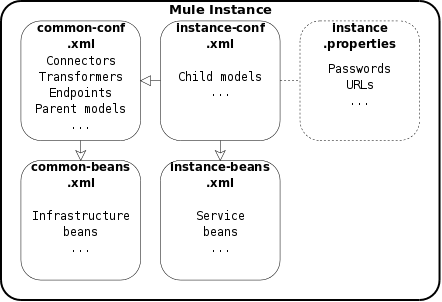 Mule Instance
common-conf
.xml
Connectors
Transformers
Endpoints
Parent models
...
instance-conf
.xml
Child models
...
instance
.properties
Passwords
URLs
...
common-beans
.xml
Infrastructure
beans
...
instance-beans
.xml
Service
beans
...